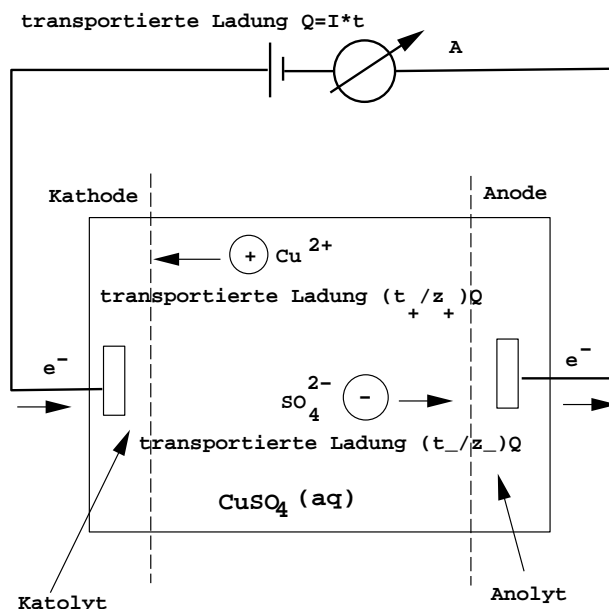 transportierte Ladung Q=I*t
A
Kathode
Anode
+ Cu²⁺
transportierte Ladung (t₊/z₊)Q
e⁻
e⁻
SO₄²⁻ -
transportierte Ladung (t_/z_)Q
CuSO₄(aq)
Katolyt
Anolyt